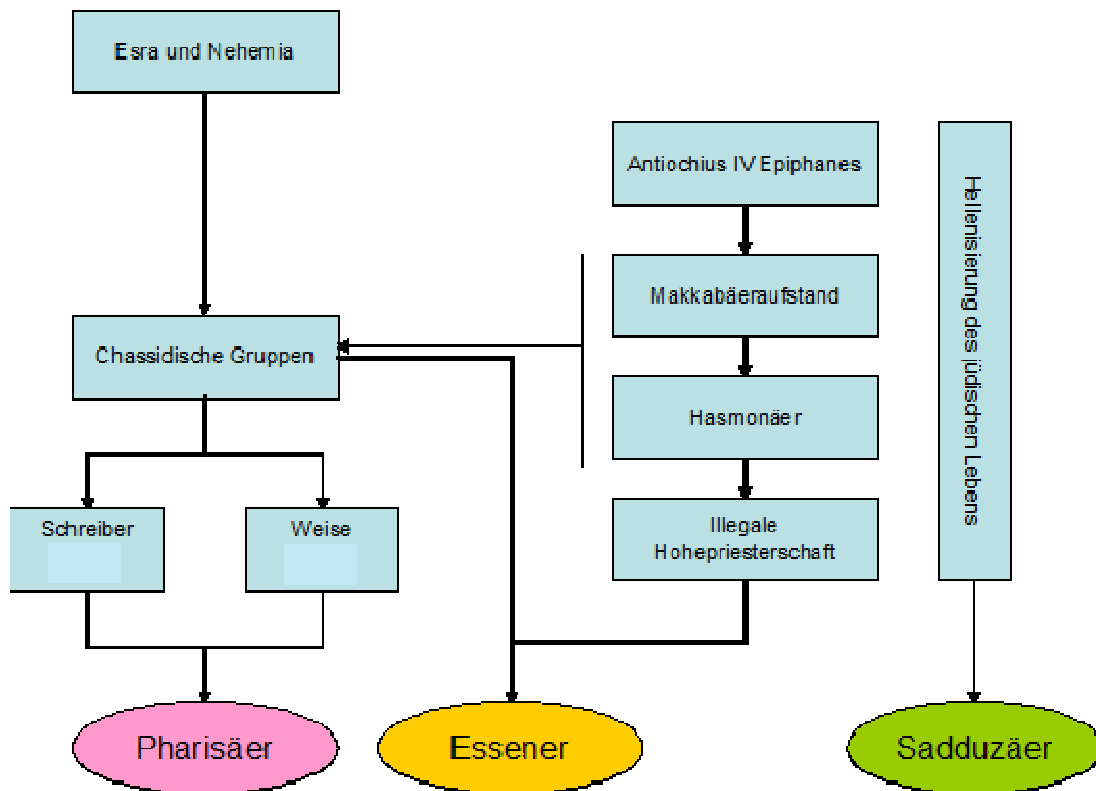 Esra und Nehemia
Antiochius IV Epiphanes
Makkabäeraufstand
Chassidische Gruppen
Hasmonäer
Schreiber
Weise
Illegale
Hohepriesterschaft
Hellenisierung des jüdischen Lebens
Pharisäer
Essener
Sadduzäer